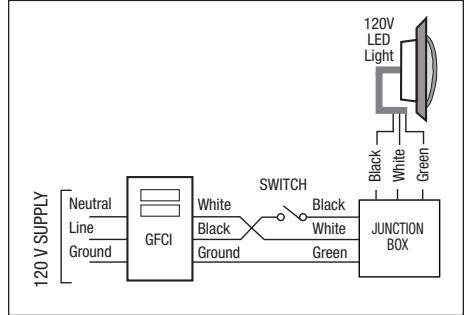 120V
LED
Light
Black
White
Green
SWITCH
120 V SUPPLY
Neutral
Line
Ground
GFCI
White
Black
Ground
Black
White
Green
JUNCTION
BOX